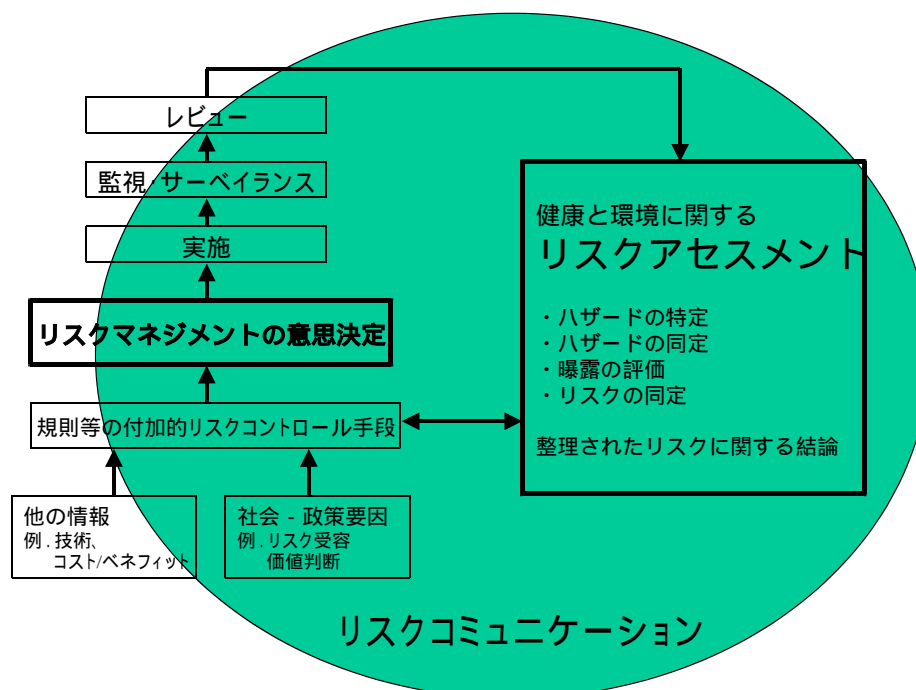 レビュー
監視・サーベイランス
実施
リスクマネジメントの意思決定
規則等の付加的リスクコントロール手段
他の情報
例．技術、
コスト/ベネフィット
社会 - 政策要因
例．リスク受容
価値判断
健康と環境に関する
リスクアセスメント
・ハザードの特定
・ハザードの同定
・曝露の評価
・リスクの同定
整理されたリスクに関する結論
リスクコミュニケーション